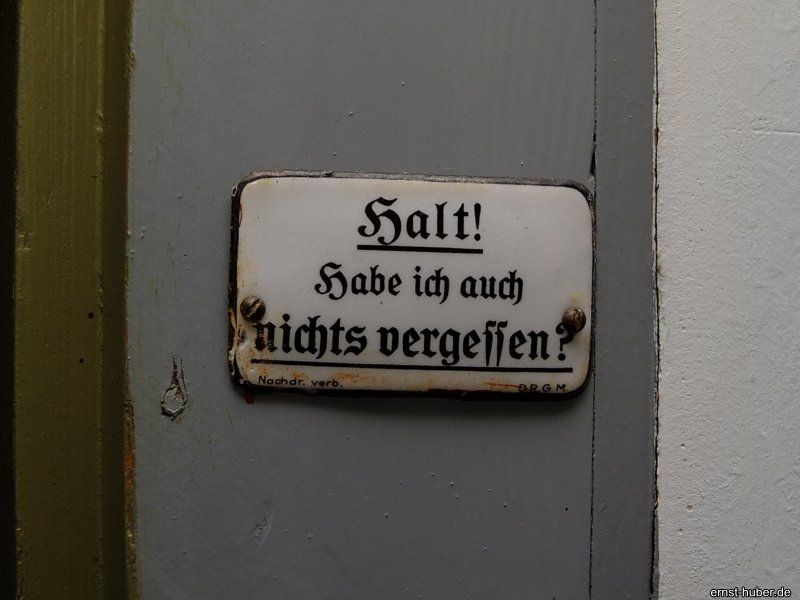 Halt!
Habe ich auch
nichts vergeſſen?
Nachdr. verb. D.R.G.M.
ernst-huber.de